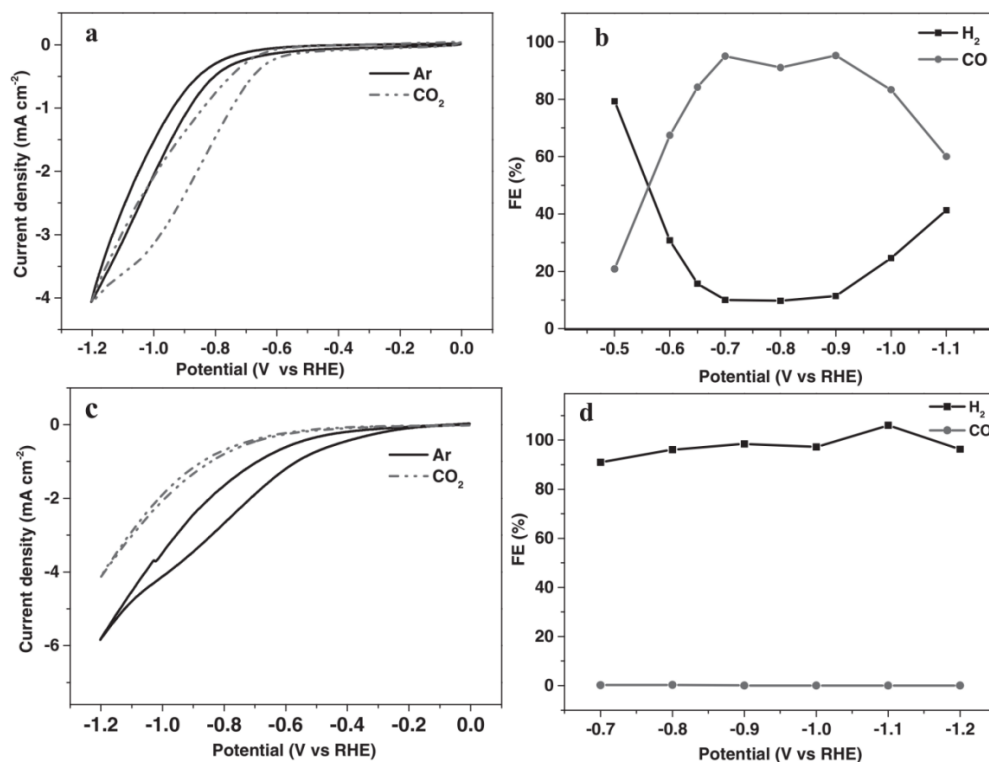 a
Ar
CO2
Current density (mA cm-2)
0
-1
-2
-3
-4
-1.2 -1.0 -0.8 -0.6 -0.4 -0.2 0.0
Potential (V vs RHE)
b
H2
CO
FE (%)
100
80
60
40
20
0
-0.5 -0.6 -0.7 -0.8 -0.9 -1.0 -1.1
Potential (V vs RHE)
c
Ar
CO2
Current density (mA cm-2)
0
-2
-4
-6
-1.2 -1.0 -0.8 -0.6 -0.4 -0.2 0.0
Potential (V vs RHE)
d
H2
CO
FE (%)
120
100
80
60
40
20
0
-0.7 -0.8 -0.9 -1.0 -1.1 -1.2
Potential (V vs RHE)